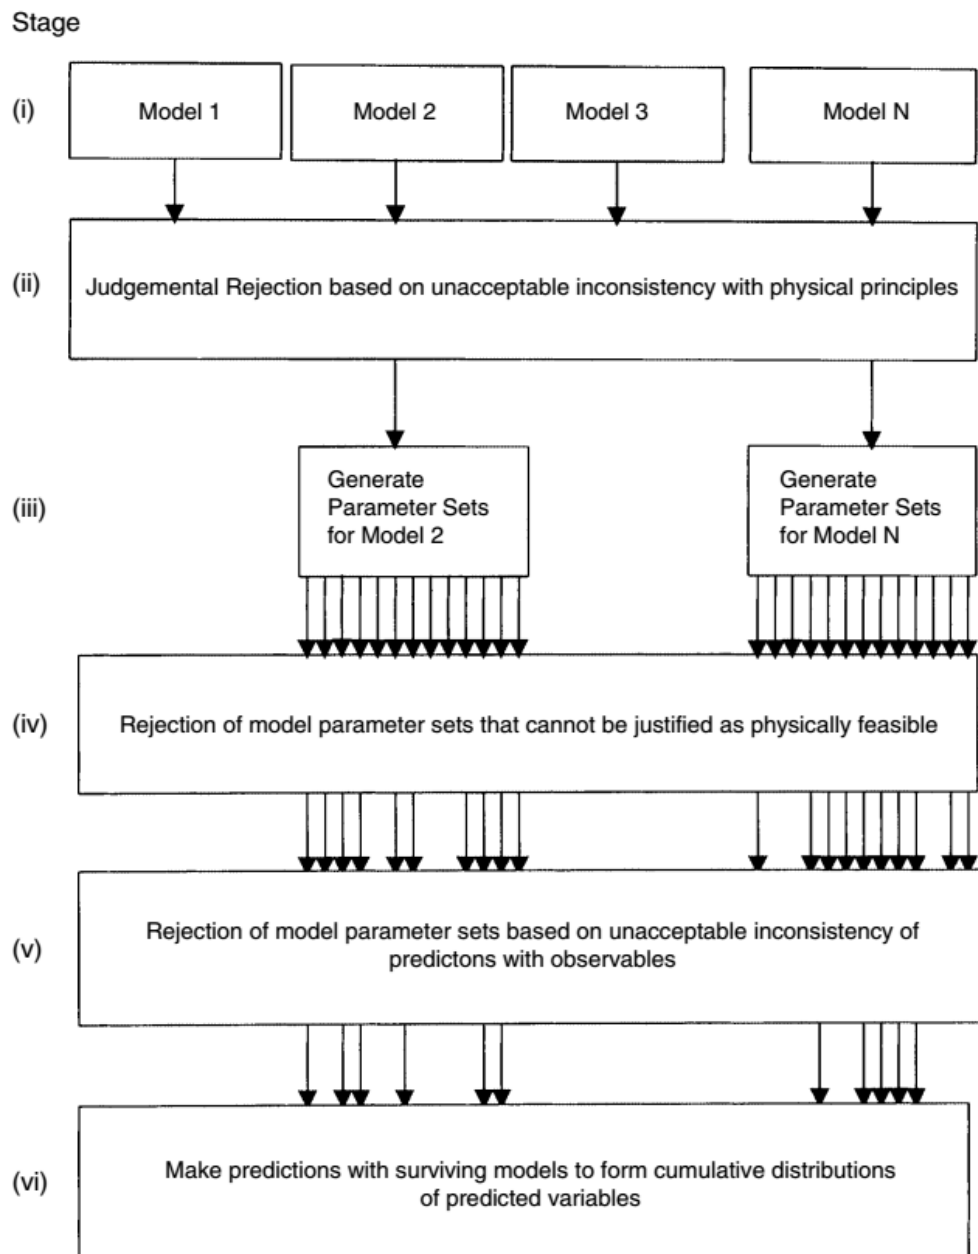 Stage
(i)
Model 1
Model 2
Model 3
Model N
(ii)
Judgemental Rejection based on unacceptable inconsistency with physical principles
(iii)
Generate
Parameter Sets
for Model 2
Generate
Parameter Sets
for Model N
(iv)
Rejection of model parameter sets that cannot be justified as physically feasible
(v)
Rejection of model parameter sets based on unacceptable inconsistency of
predictons with observables
(vi)
Make predictions with surviving models to form cumulative distributions
of predicted variables